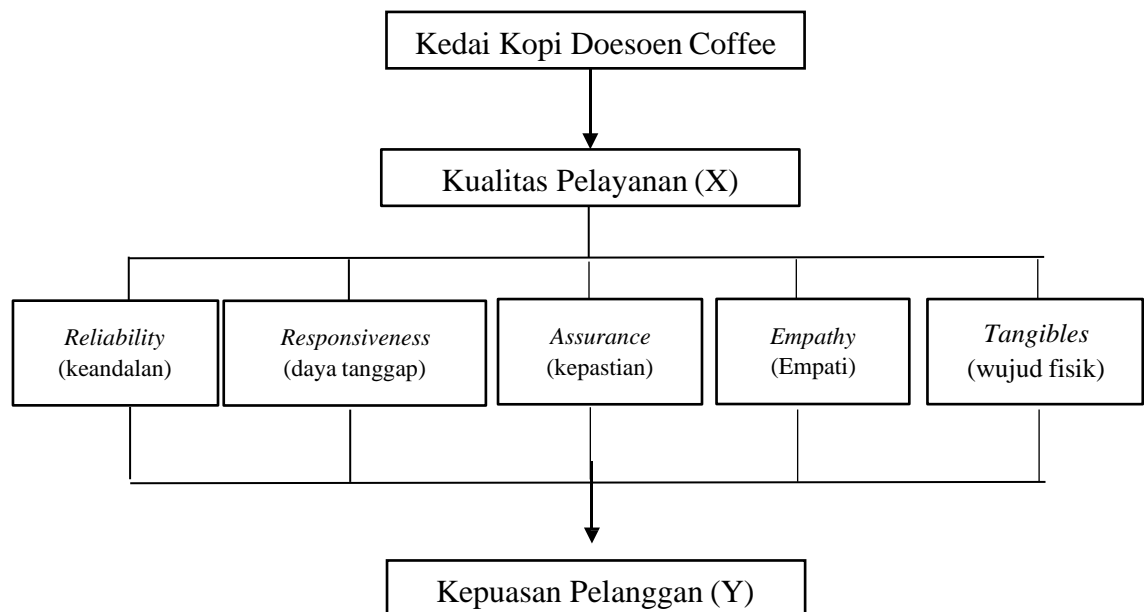 Kedai Kopi Doesoen Coffee
Kualitas Pelayanan (X)
Reliability
(keandalan)
Responsiveness
(daya tanggap)
Assurance
(kepastian)
Empathy
(Empati)
Tangibles
(wujud fisik)
Kepuasan Pelanggan (Y)